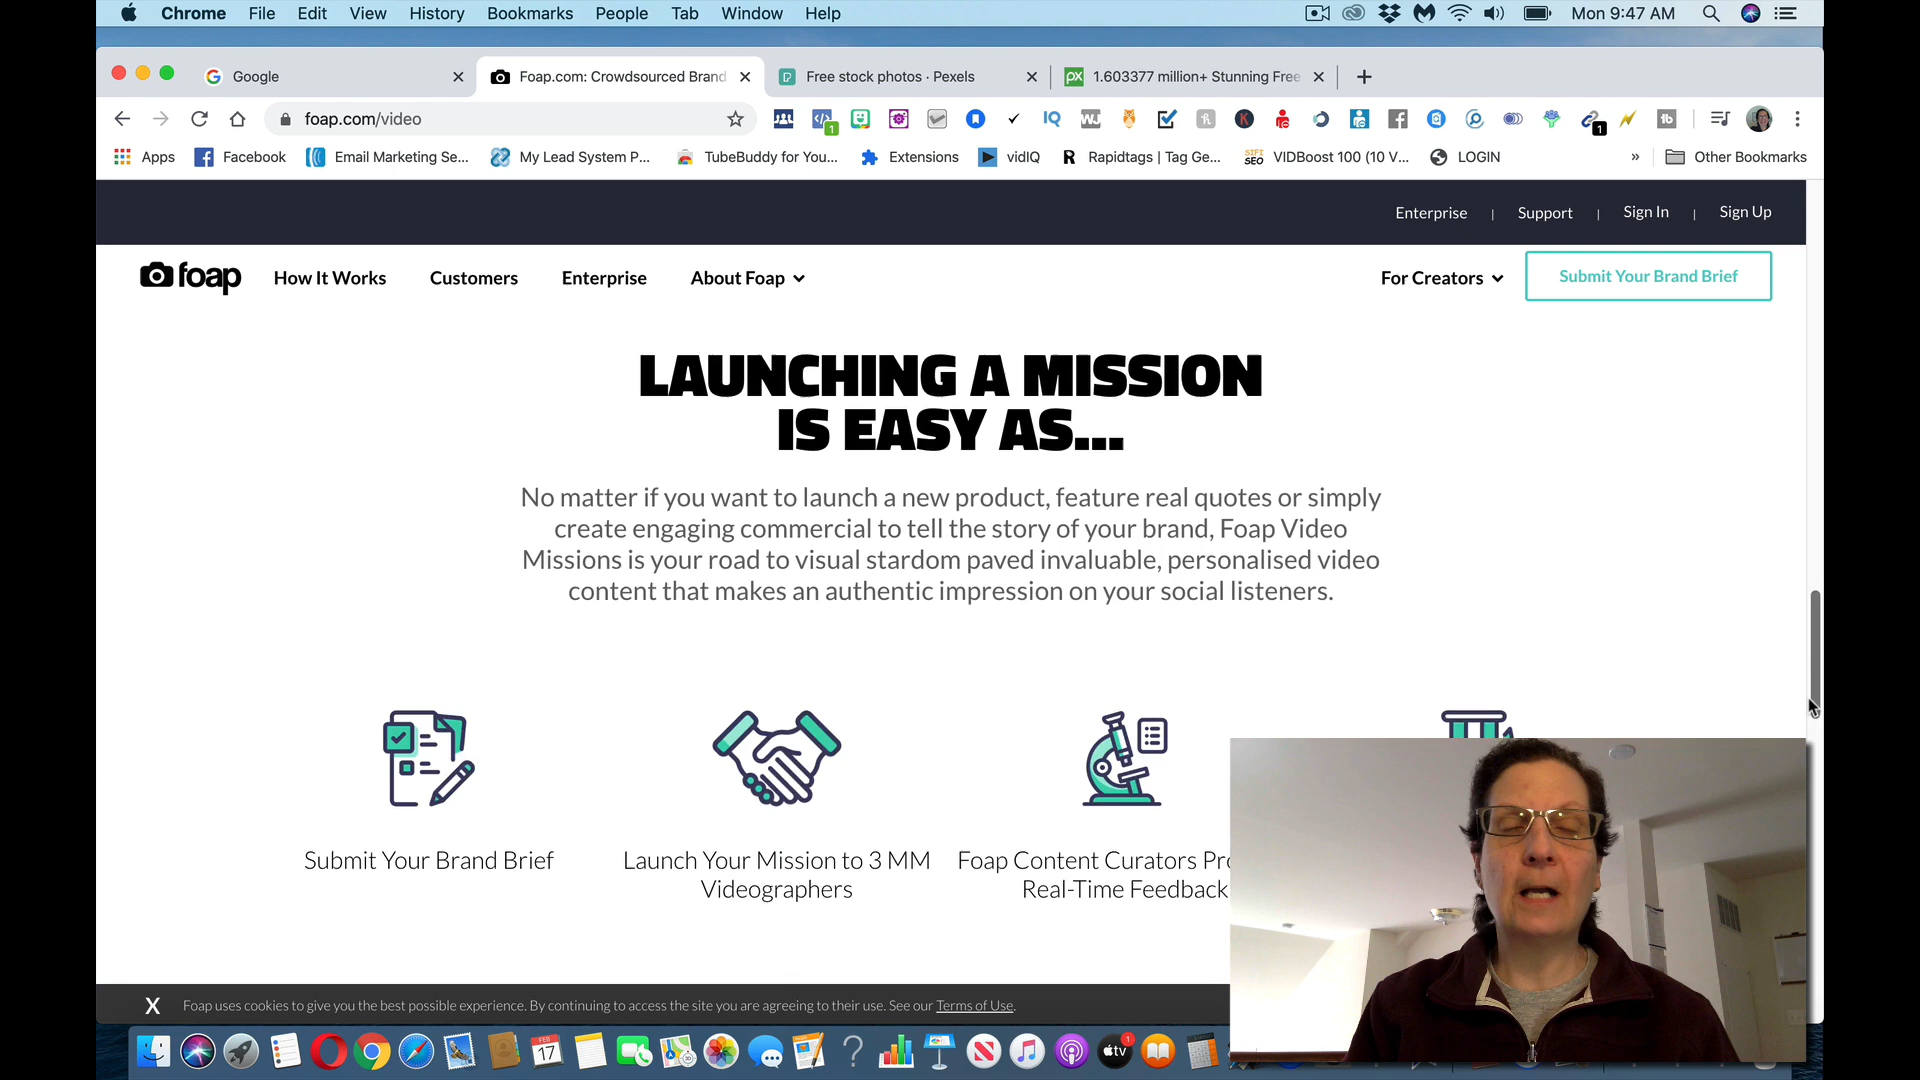 Chrome File Edit View History Bookmarks People Tab Window Help
Mon 9:47 AM
Google
Foap.com: Crowdsourced Brand
Free stock photos · Pexels
1.603377 million+ Stunning Free
foap.com/video
Apps
Facebook
Email Marketing Se...
My Lead System P...
TubeBuddy for You...
Extensions
vidIQ
Rapidtags | Tag Ge...
VIDBoost 100 (10 V...
LOGIN
»
Other Bookmarks
Enterprise | Support | Sign In | Sign Up
foap
How It Works
Customers
Enterprise
About Foap
For Creators
Submit Your Brand Brief
LAUNCHING A MISSION
IS EASY AS...
No matter if you want to launch a new product, feature real quotes or simply
create engaging commercial to tell the story of your brand, Foap Video
Missions is your road to visual stardom paved invaluable, personalised video
content that makes an authentic impression on your social listeners.
Submit Your Brand Brief
Launch Your Mission to 3 MM
Videographers
Foap Content Curators
Real-Time Feedback
X
Foap uses cookies to give you the best possible experience. By continuing to access the site you are agreeing to their use. See our Terms of Use.
FEB
17
tv
1